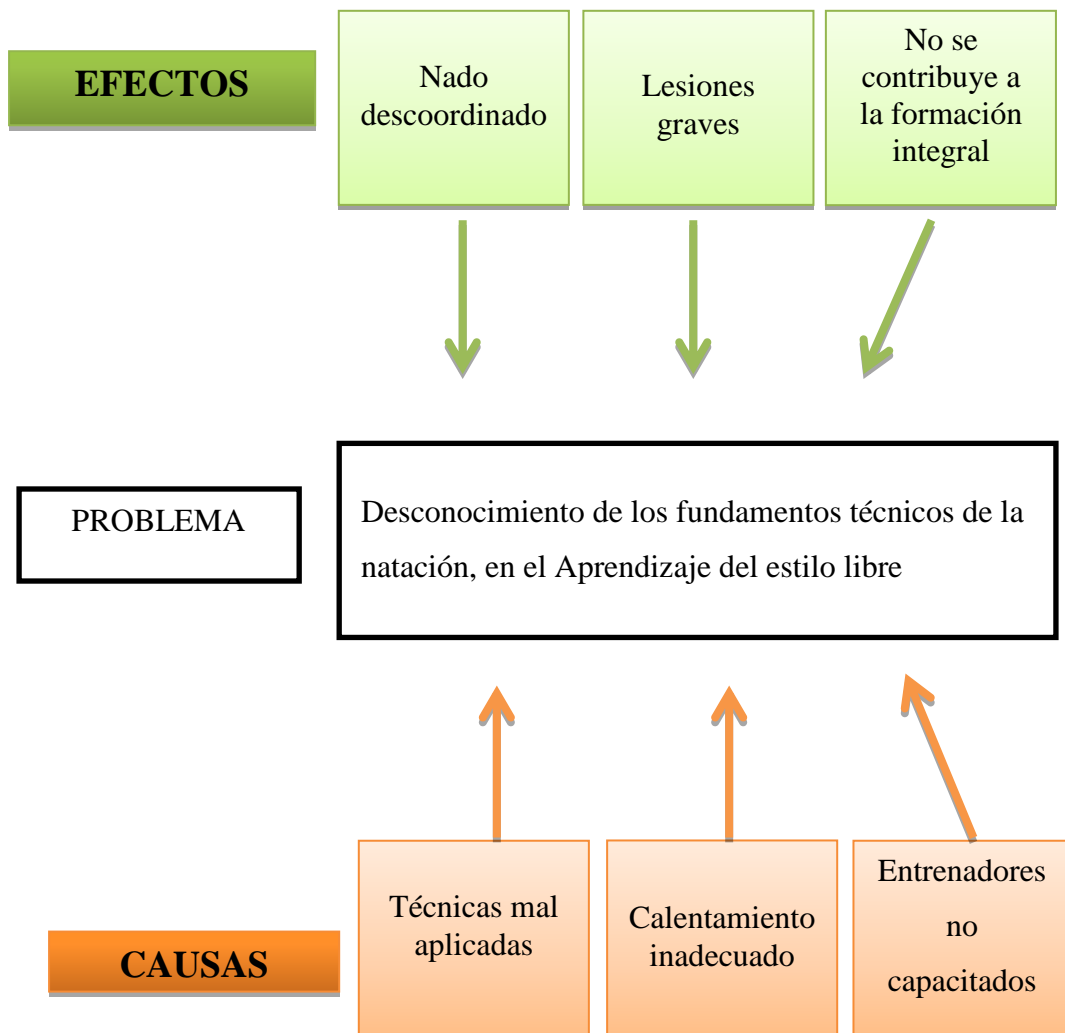 EFECTOS
Nado
descoordinado
Lesiones
graves
No se
contribuye a
la formación
integral
PROBLEMA
Desconocimiento de los fundamentos técnicos de la
natación, en el Aprendizaje del estilo libre
CAUSAS
Técnicas mal
aplicadas
Calentamiento
inadecuado
Entrenadores
no
capacitados